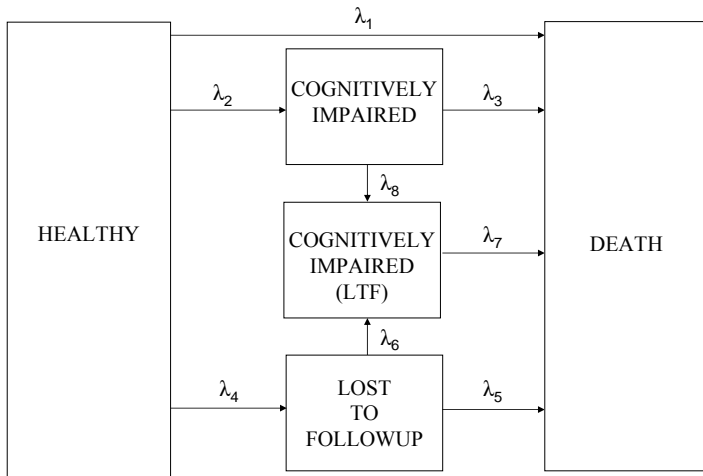 λ1
COGNITIVELY
IMPAIRED
λ2
λ3
λ8
HEALTHY
COGNITIVELY
IMPAIRED
(LTF)
λ7
DEATH
λ6
λ4
LOST
TO
FOLLOWUP
λ5